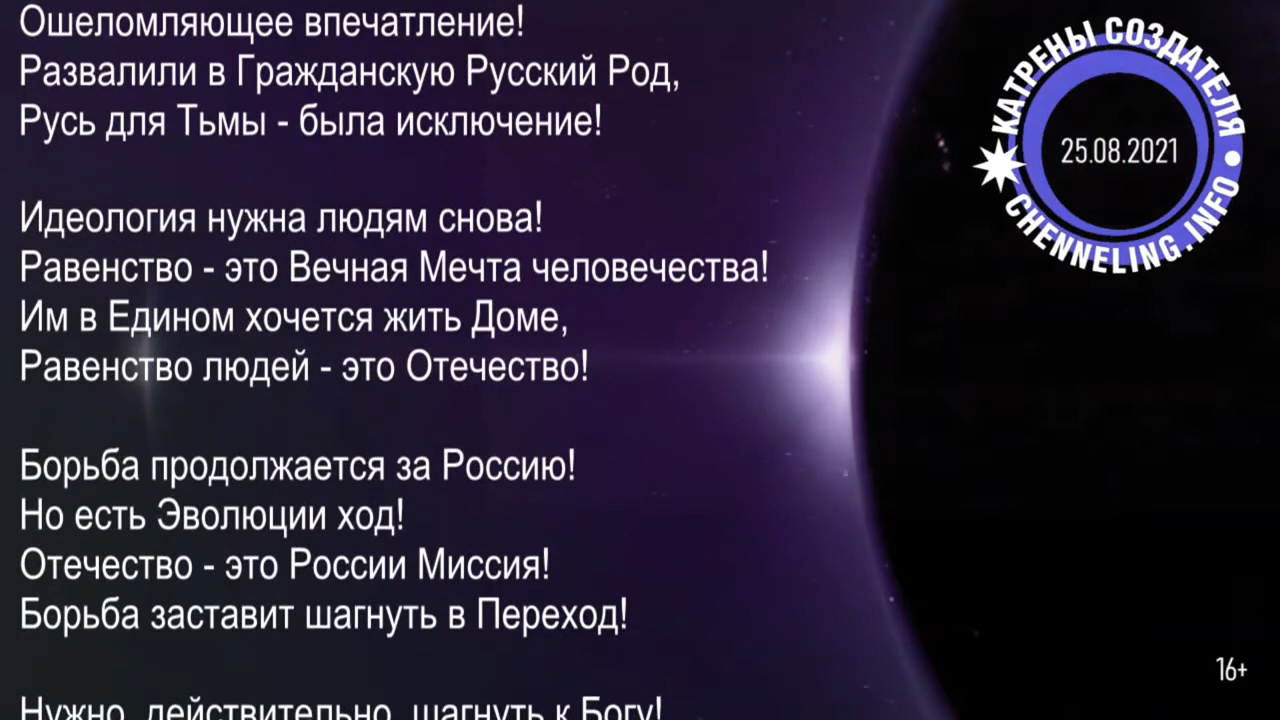 Ошеломляющее впечатление!
Развалили в Гражданскую Русский Род,
Русь для Тьмы - была исключение!
Идеология нужна людям снова!
Равенство - это Вечная Мечта человечества!
Им в Едином хочется жить Доме,
Равенство людей - это Отечество!
Борьба продолжается за Россию!
Но есть Эволюции ход!
Отечество - это России Миссия!
Борьба заставит шагнуть в Переход!
Нужно, действительно, шагнуть к Богу!
КАТРЕНЫ СОЗДАТЕЛЯ
25.08.2021
CHENNELING.INFO
16+